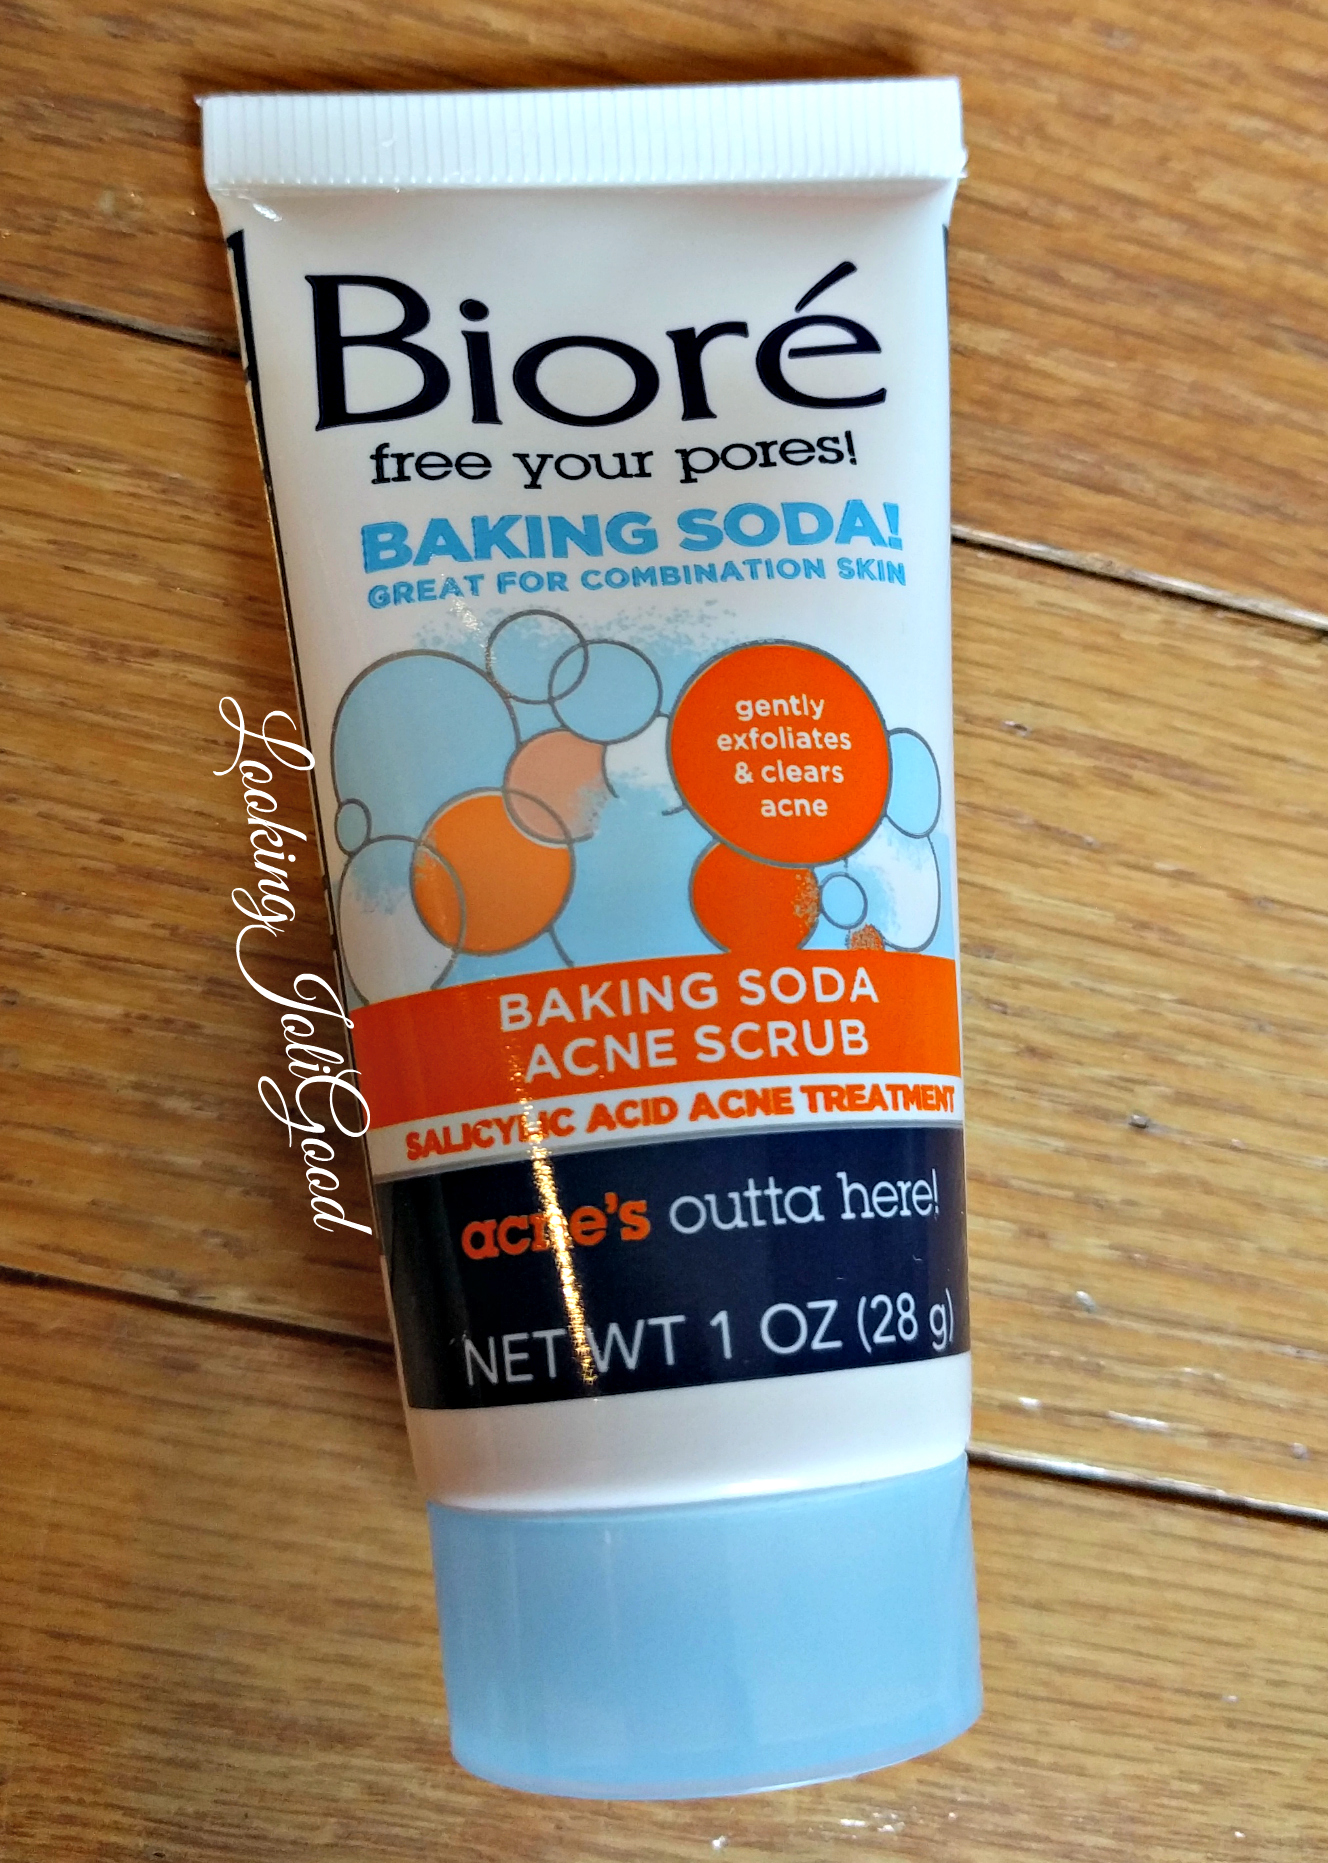 Bioré
free your pores!
BAKING SODA!
GREAT FOR COMBINATION SKIN
gently
exfoliates
& clears
acne
BAKING SODA
ACNE SCRUB
SALICYLIC ACID ACNE TREATMENT
acne's outta here!
NET WT 1 OZ (28 g)
Looking JoliGood